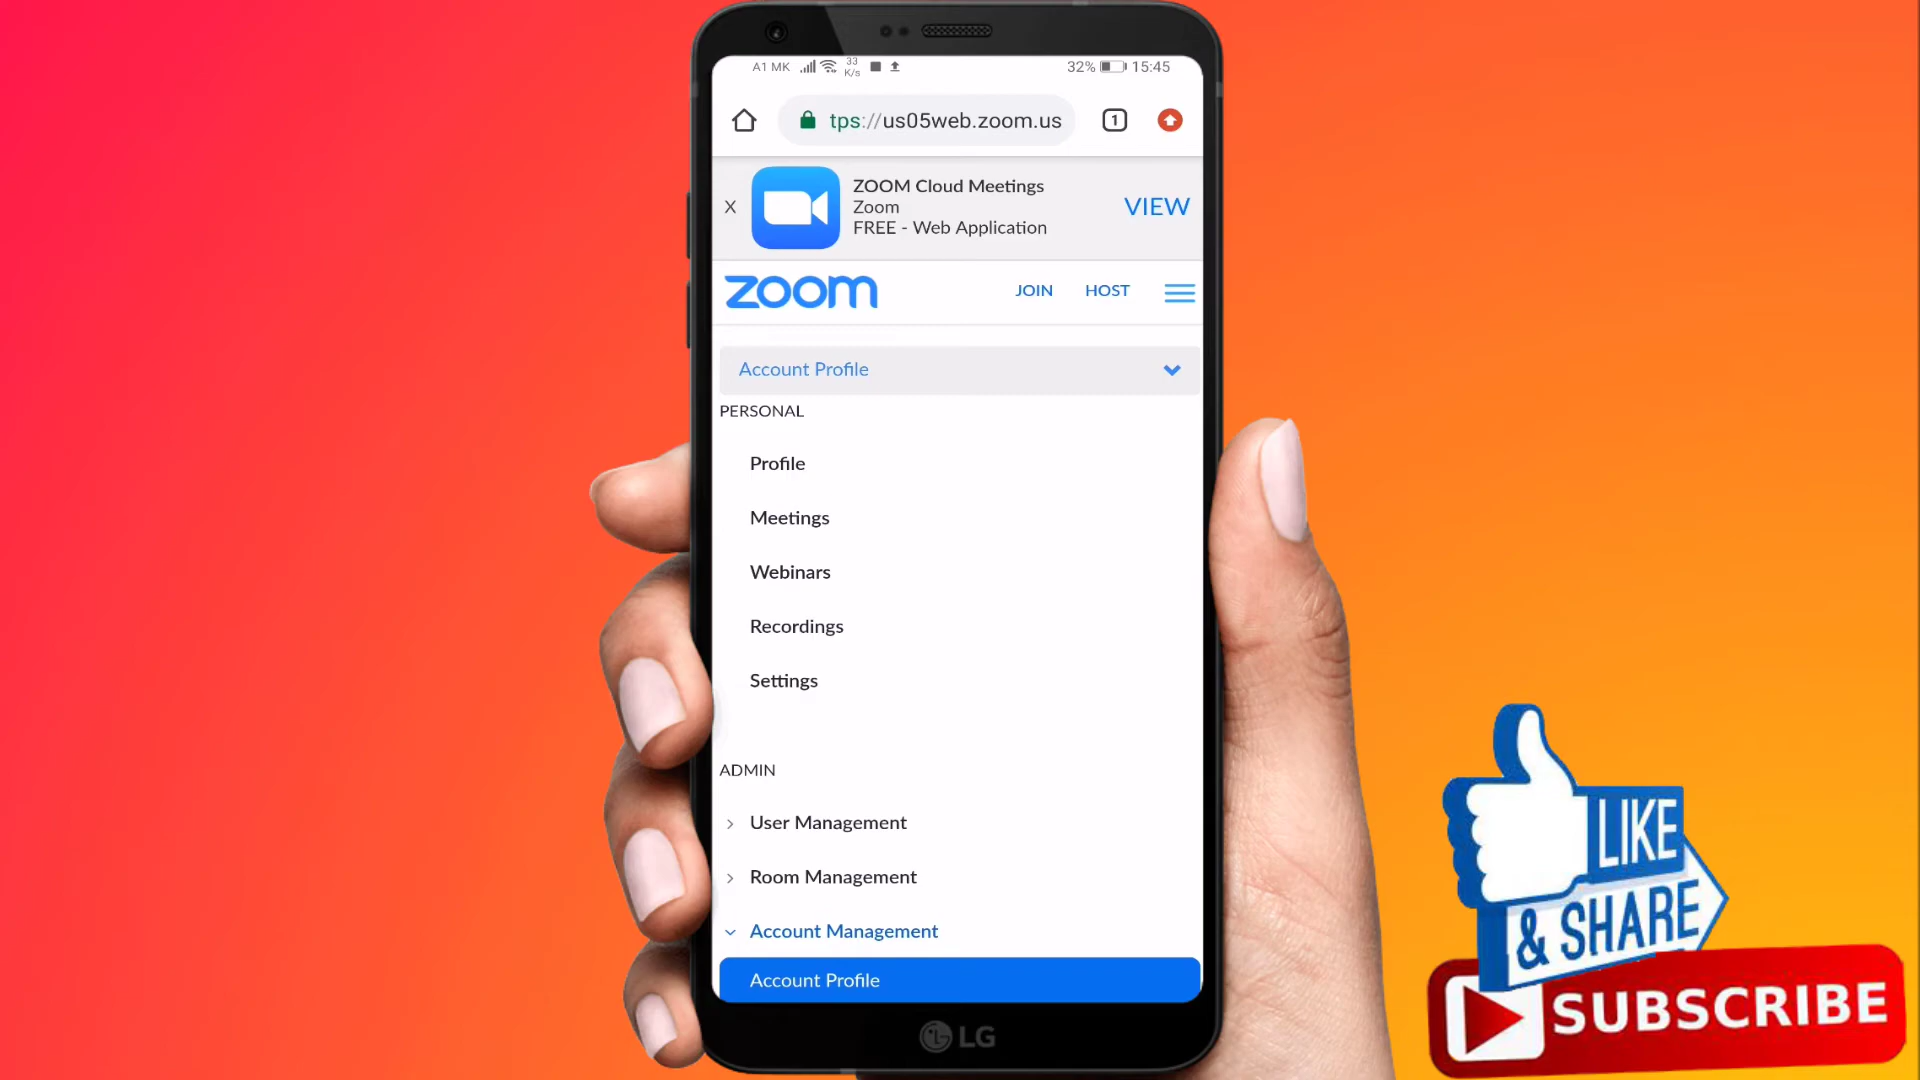 A1 MK 33 K/s 32% 15:45
tps://us05web.zoom.us 1
X ZOOM Cloud Meetings
Zoom
FREE - Web Application
VIEW
zoom JOIN HOST
Account Profile
PERSONAL
Profile
Meetings
Webinars
Recordings
Settings
ADMIN
User Management
Room Management
Account Management
Account Profile
LG
LIKE
& SHARE
SUBSCRIBE